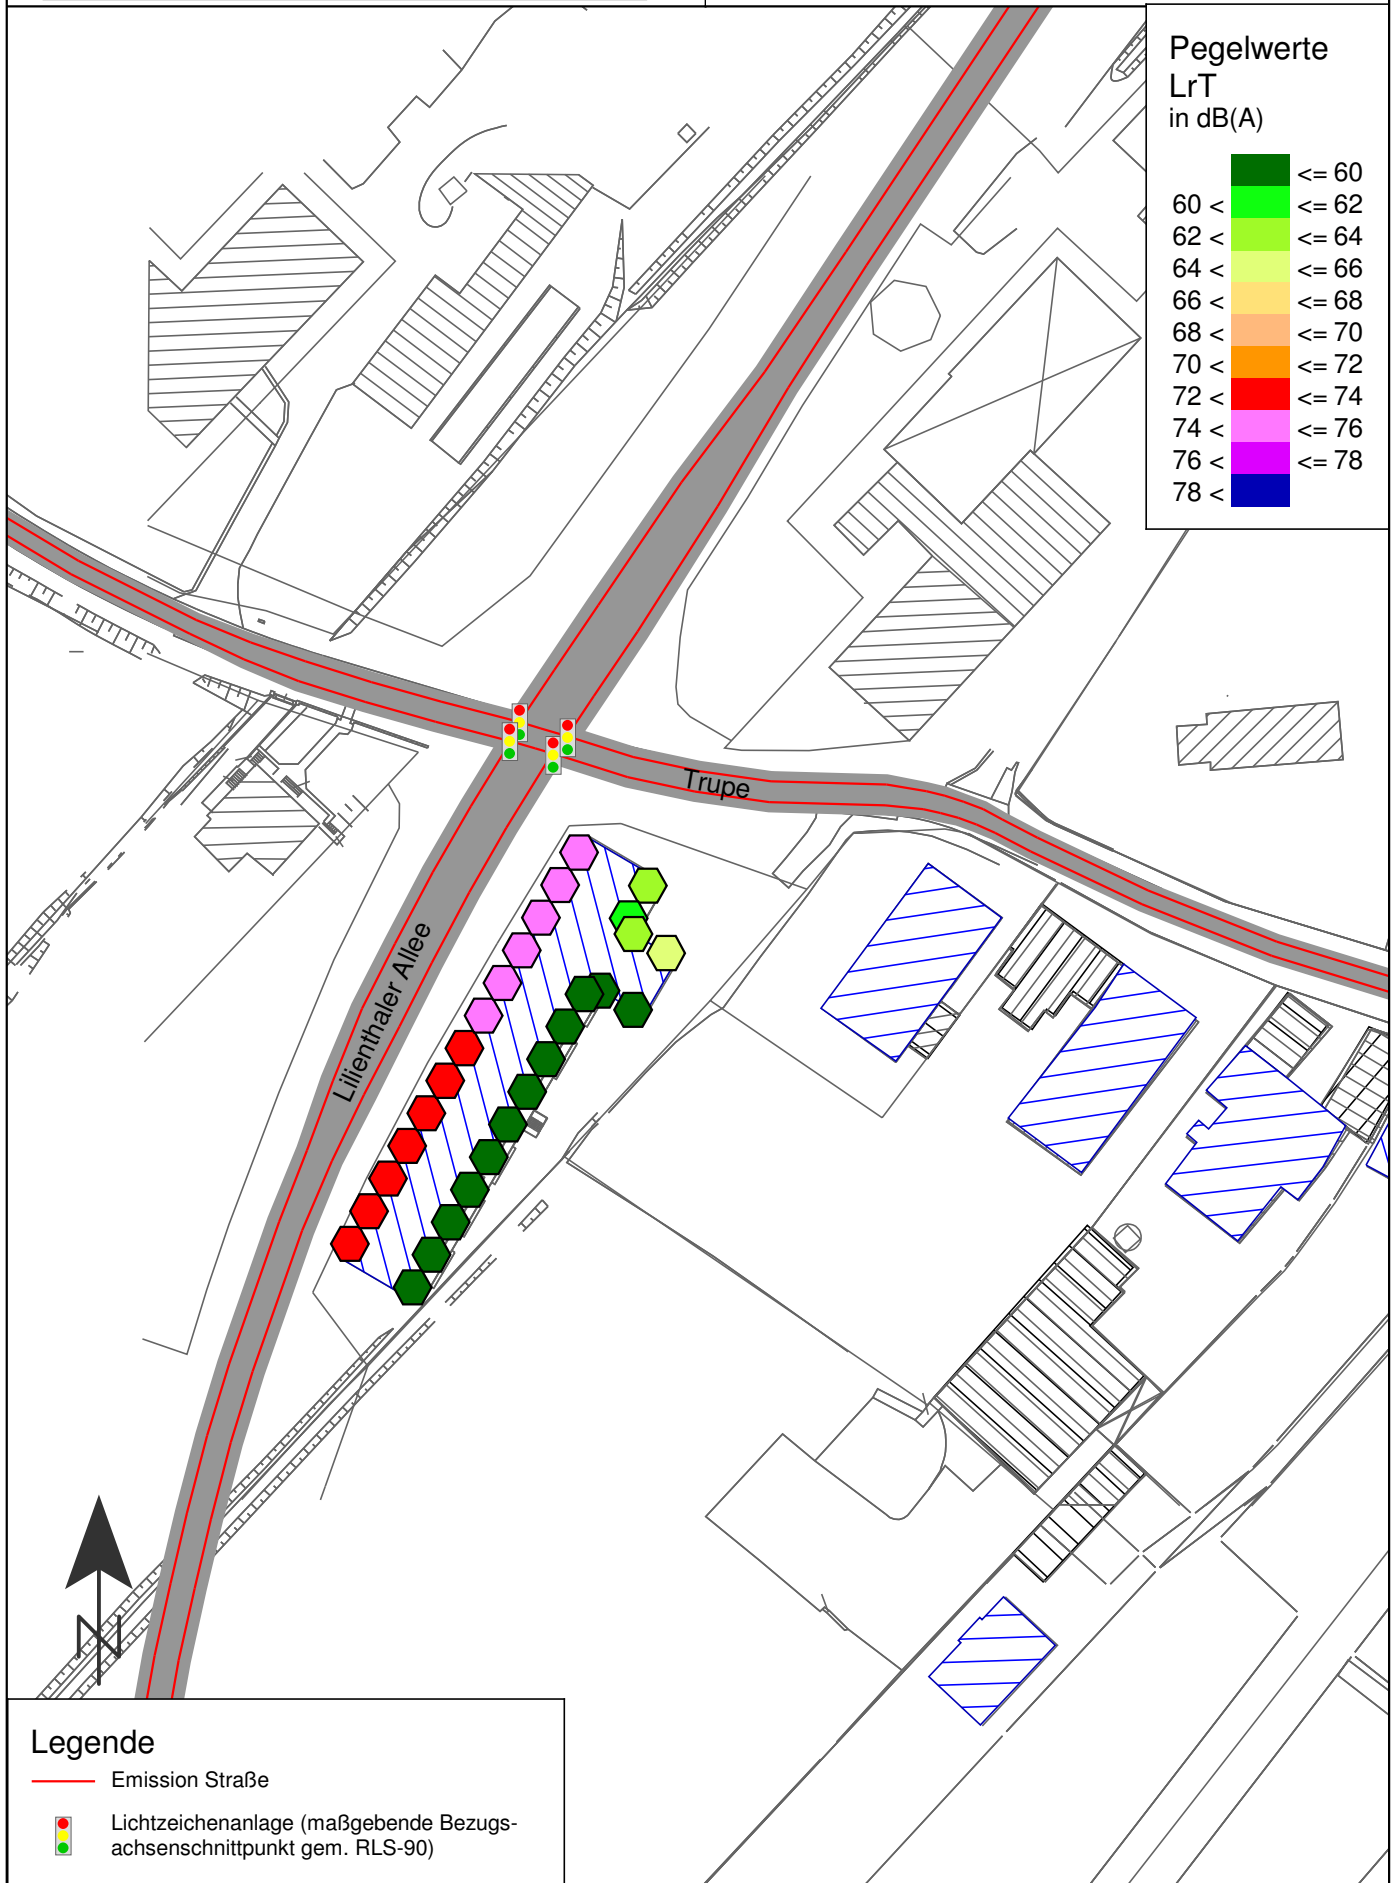 Pegelwerte
LrT
in dB(A)
<= 60
60 < <= 62
62 < <= 64
64 < <= 66
66 < <= 68
68 < <= 70
70 < <= 72
72 < <= 74
74 < <= 76
76 < <= 78
78 <
Trupe
Lilienthaler Allee
N
Legende
Emission Straße
Lichtzeichenanlage (maßgebende Bezugs-
achsenschnittpunkt gem. RLS-90)